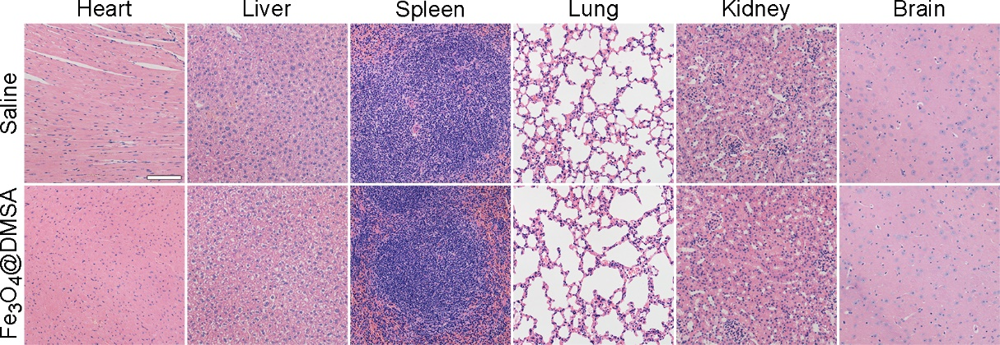 Heart Liver Spleen Lung Kidney Brain
Saline
Fe₃O₄@DMSA